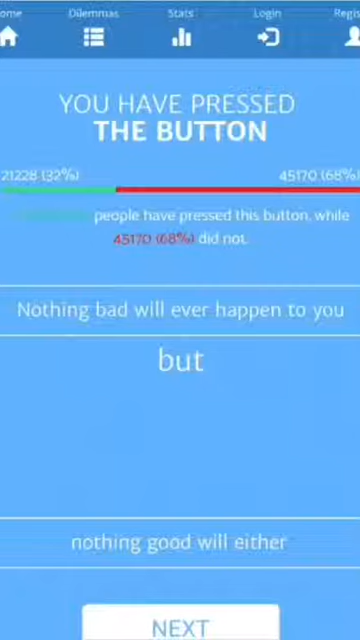 ome Dilemmas Stats Login Regi
YOU HAVE PRESSED
THE BUTTON
21228 (32%) 45170 (68%)
people have pressed this button, while
45170 (68%) did not.
Nothing bad will ever happen to you
but
nothing good will either
NEXT